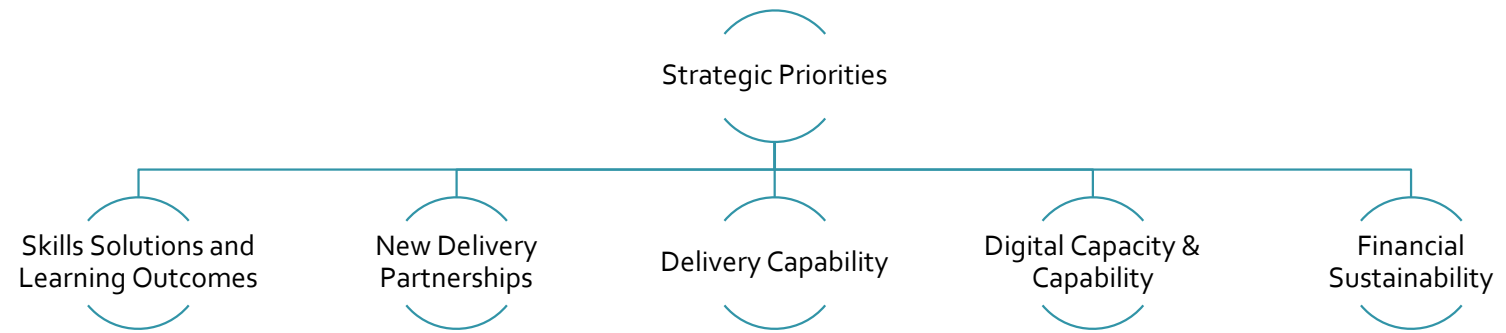 Strategic Priorities
Skills Solutions and
Learning Outcomes
New Delivery
Partnerships
Delivery Capability
Digital Capacity &
Capability
Financial
Sustainability